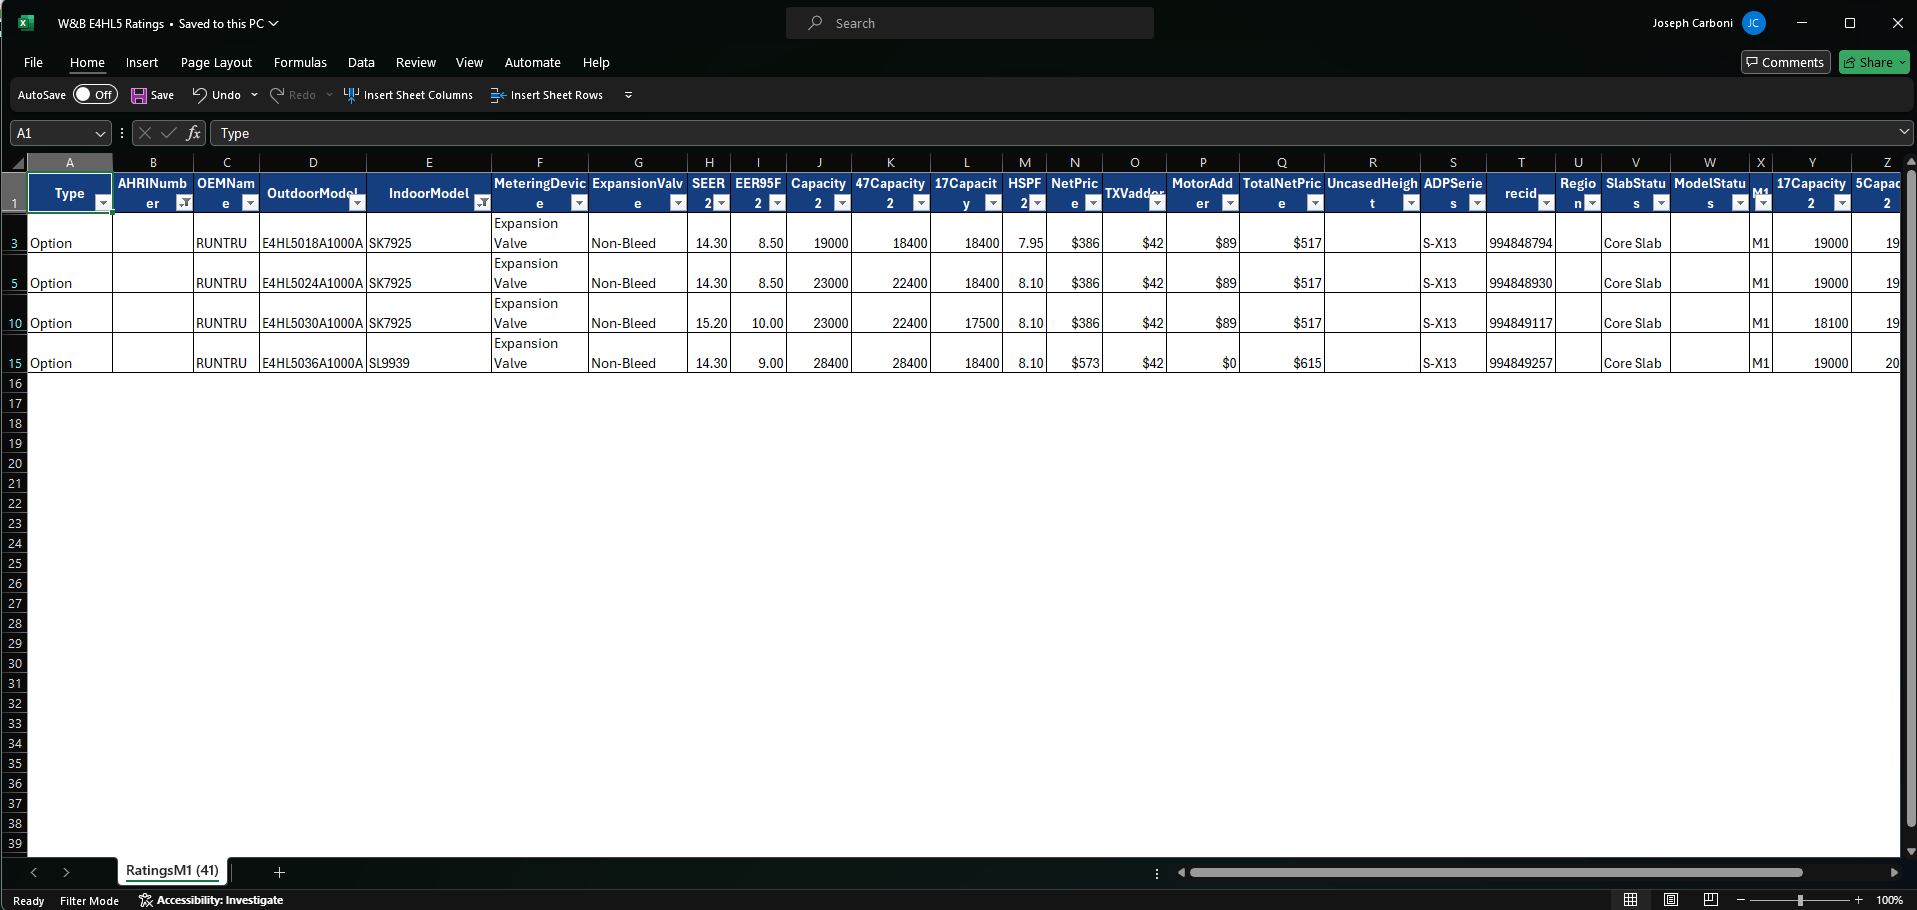 W&B E4HL5 Ratings • Saved to this PC
Search
Joseph Carboni JC
File Home Insert Page Layout Formulas Data Review View Automate Help
Comments Share
AutoSave Off Save Undo Redo Insert Sheet Columns Insert Sheet Rows
A1 fx Type
A B C D E F G H I J K L M N O P Q R S T U V W X Y Z
1 Type AHRINumber OEMName OutdoorModel IndoorModel MeteringDevice ExpansionValve SEER2 EER95F2 Capacity2 47Capacity2 17Capacity HSPF2 NetPrice TXVadder MotorAdder TotalNetPrice UncasedHeight ADPSeries recid Region SlabStatus ModelStatus M1 17Capacity2 5Capac2
3 Option RUNTRU E4HL5018A1000A SK7925 Expansion Valve Non-Bleed 14.30 8.50 19000 18400 18400 7.95 $386 $42 $89 $517 S-X13 994848794 Core Slab M1 19000 19
5 Option RUNTRU E4HL5024A1000A SK7925 Expansion Valve Non-Bleed 14.30 8.50 23000 22400 18400 8.10 $386 $42 $89 $517 S-X13 994848930 Core Slab M1 19000 19
10 Option RUNTRU E4HL5030A1000A SK7925 Expansion Valve Non-Bleed 15.20 10.00 23000 22400 17500 8.10 $386 $42 $89 $517 S-X13 994849117 Core Slab M1 18100 19
15 Option RUNTRU E4HL5036A1000A SL9939 Expansion Valve Non-Bleed 14.30 9.00 28400 28400 18400 8.10 $573 $42 $0 $615 S-X13 994849257 Core Slab M1 19000 20
16
17
18
19
20
21
22
23
24
25
26
27
28
29
30
31
32
33
34
35
36
37
38
39
RatingsM1 (41)
Ready Filter Mode Accessibility: Investigate 100%